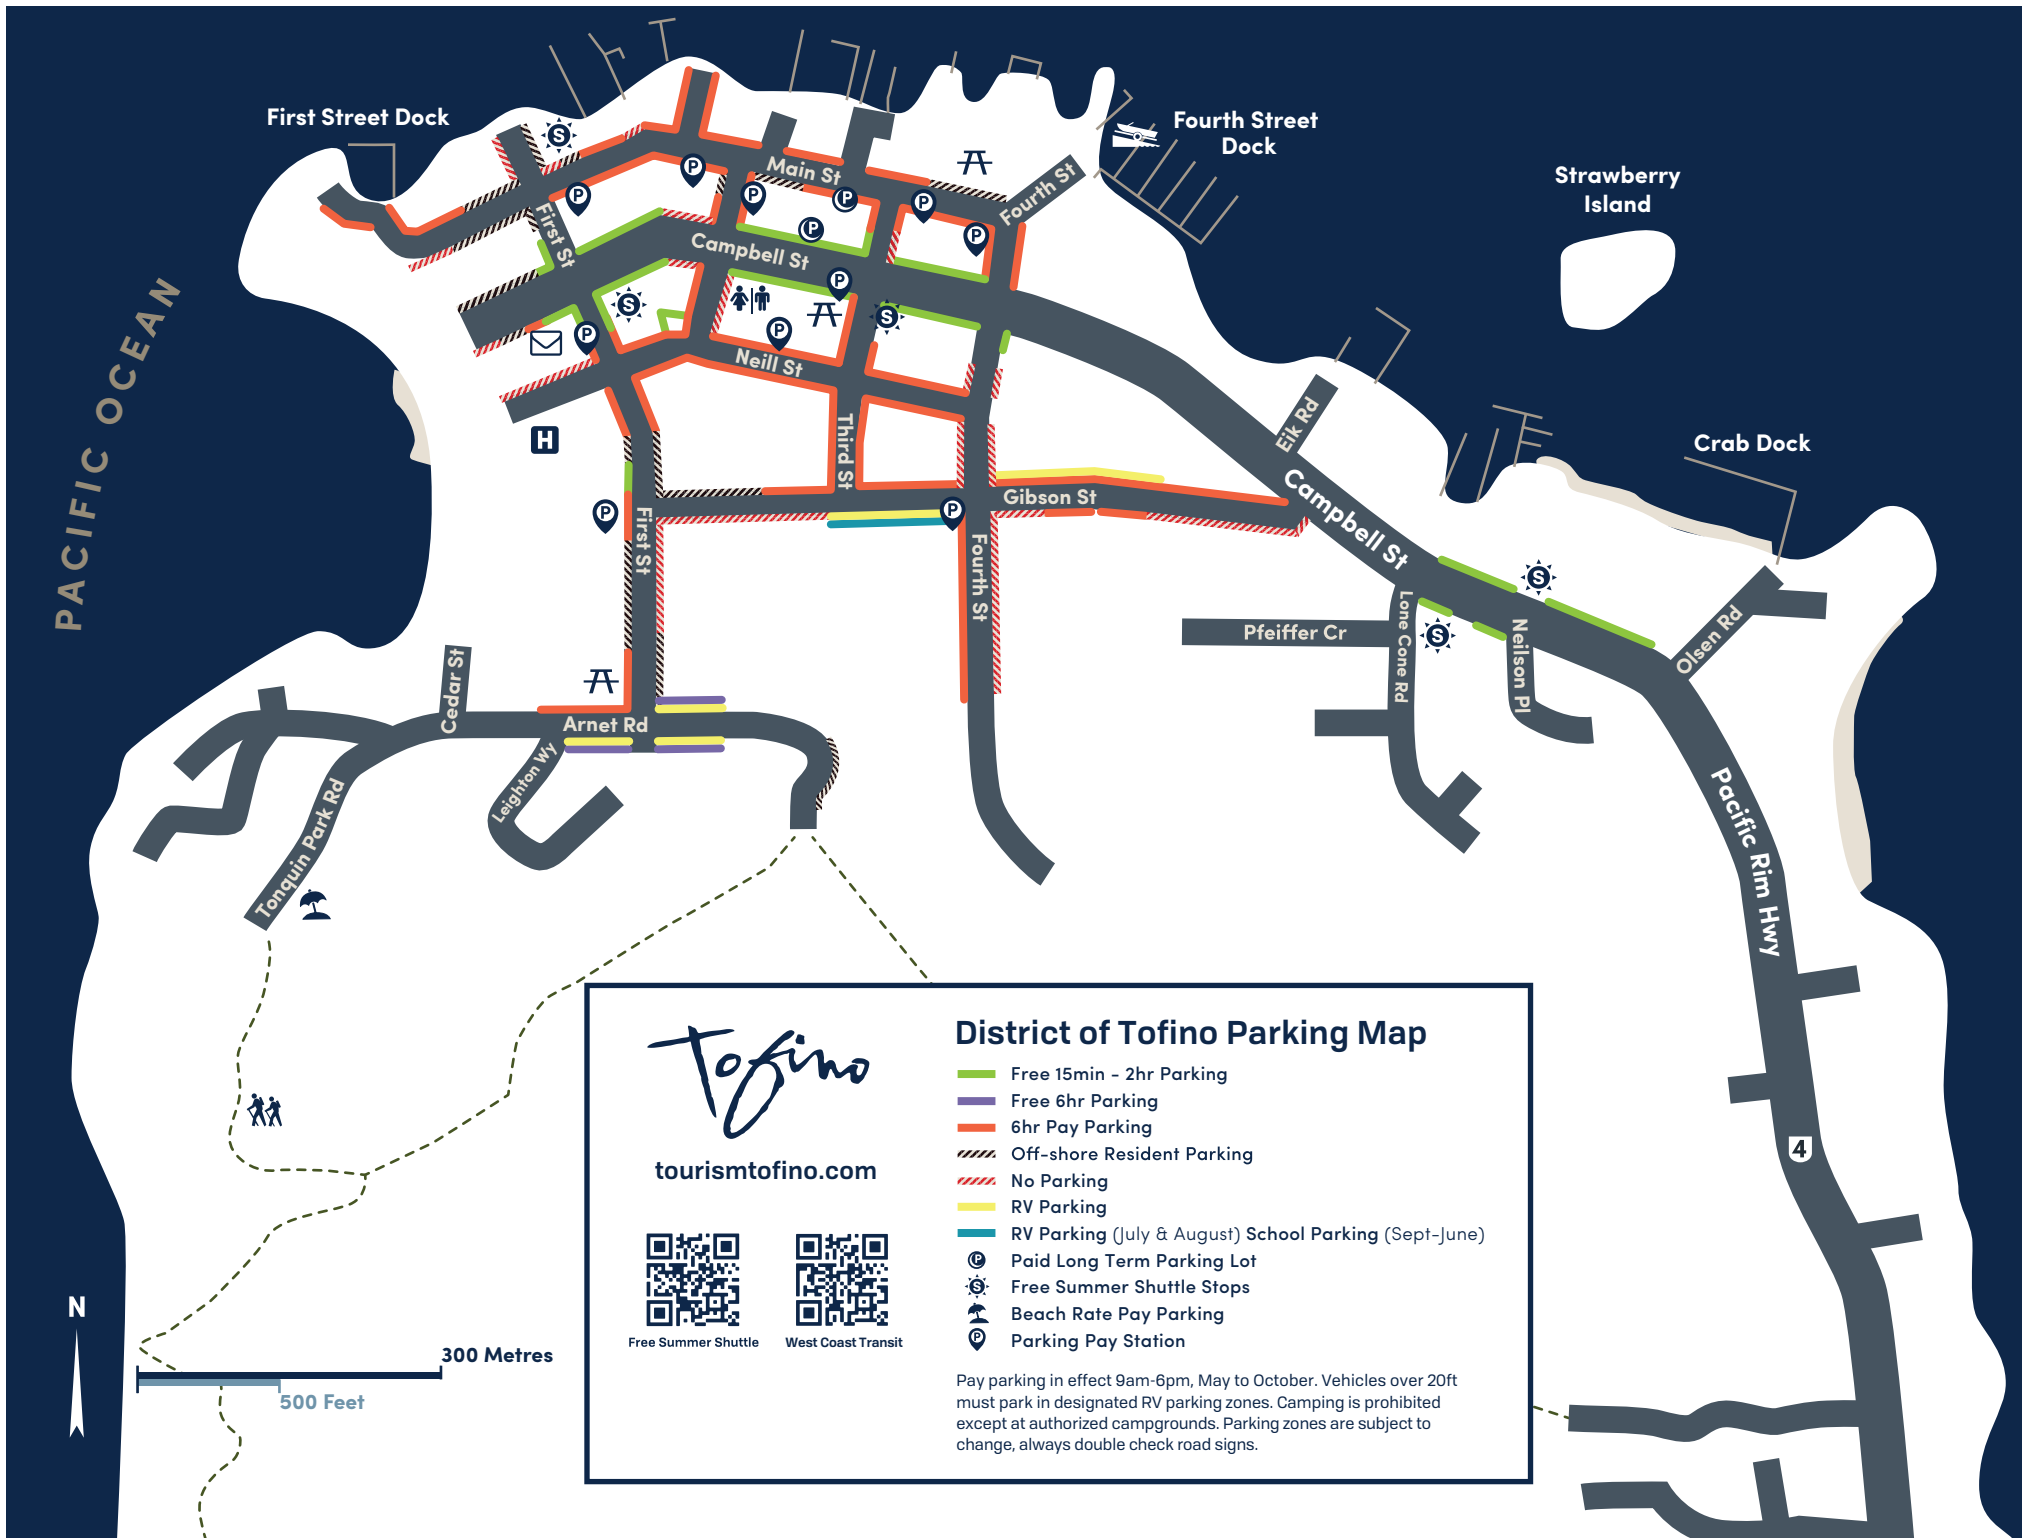 First Street Dock
Fourth Street
Dock
Strawberry
Island
Main St
Fourth St
First St
Campbell St
PACIFIC OCEAN
Neill St
H
Third St
Eik Rd
Crab Dock
Gibson St
Campbell St
First St
Fourth St
Pfeiffer Cr
Lone Cone Rd
Neilson Pl
Olsen Rd
Cedar St
Arnet Rd
Leighton Wy
Tonquin Park Rd
Pacific Rim Hwy
4
Tofino
tourismtofino.com
Free Summer Shuttle
West Coast Transit
District of Tofino Parking Map
Free 15min - 2hr Parking
Free 6hr Parking
6hr Pay Parking
Off-shore Resident Parking
No Parking
RV Parking
RV Parking (July & August) School Parking (Sept-June)
P Paid Long Term Parking Lot
S Free Summer Shuttle Stops
Beach Rate Pay Parking
P Parking Pay Station
Pay parking in effect 9am-6pm, May to October. Vehicles over 20ft
must park in designated RV parking zones. Camping is prohibited
except at authorized campgrounds. Parking zones are subject to
change, always double check road signs.
N
300 Metres
500 Feet